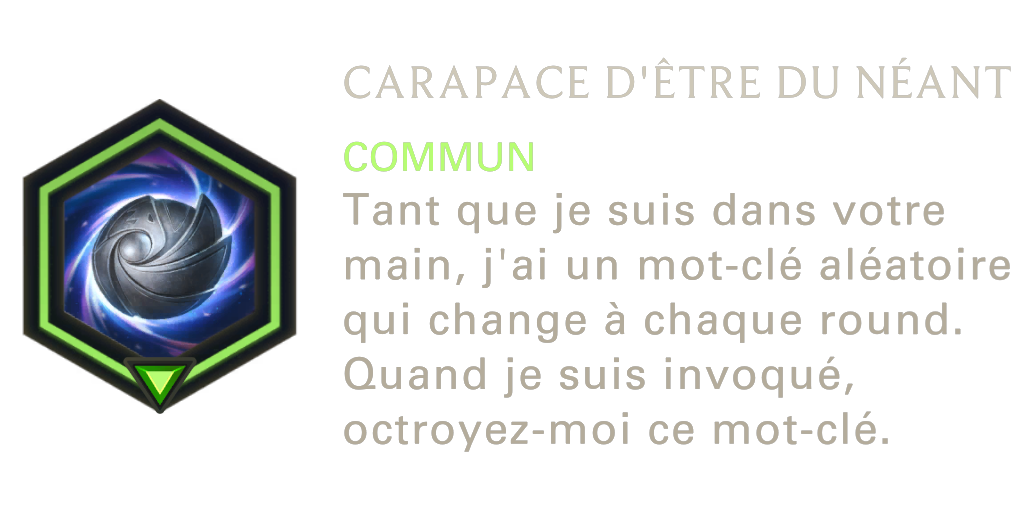 CARAPACE D'ÊTRE DU NÉANT
COMMUN
Tant que je suis dans votre
main, j'ai un mot-clé aléatoire
qui change à chaque round.
Quand je suis invoqué,
octroyez-moi ce mot-clé.